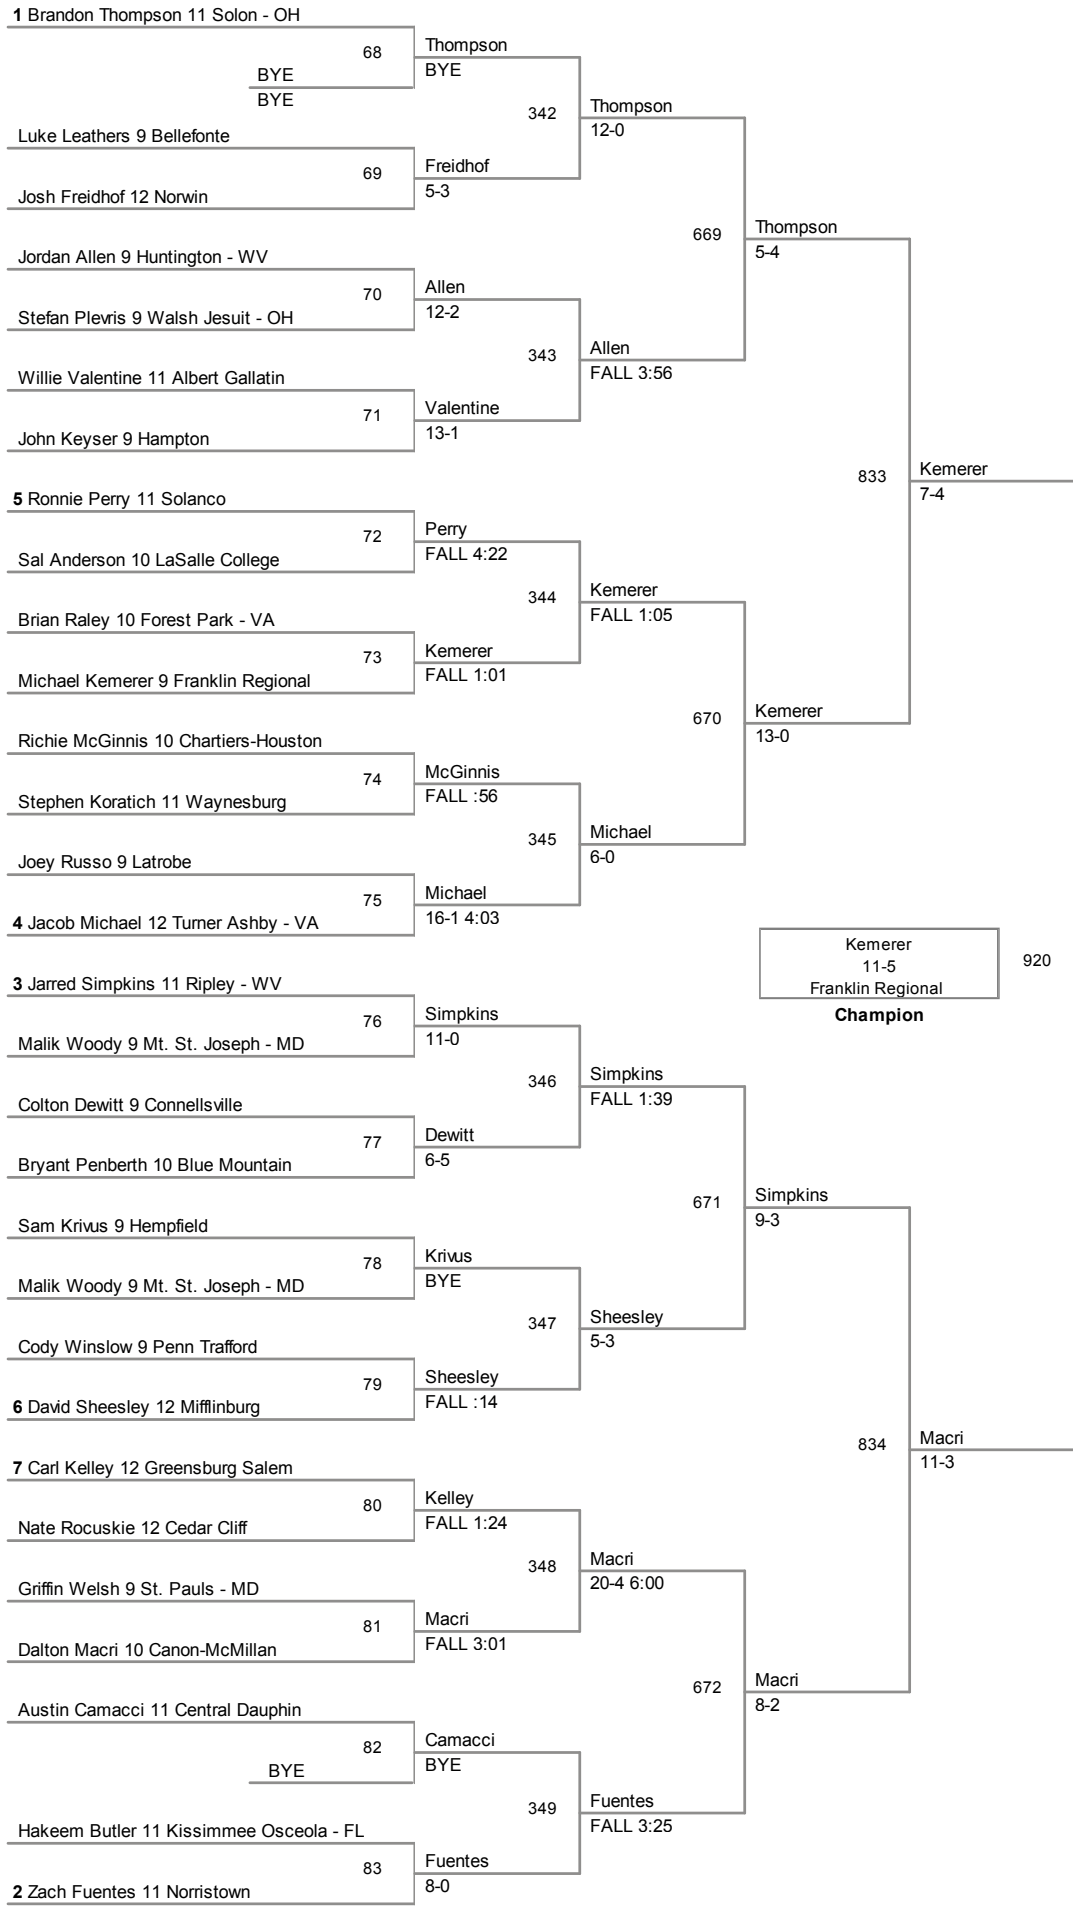 1 Brandon Thompson 11 Solon - OH
68
BYE
BYE
Thompson
BYE
342
Thompson
12-0
Luke Leathers 9 Bellefonte
69
Josh Freidhof 12 Norwin
Freidhof
5-3
669
Thompson
5-4
Jordan Allen 9 Huntington - WV
70
Stefan Plevris 9 Walsh Jesuit - OH
Allen
12-2
343
Allen
FALL 3:56
Willie Valentine 11 Albert Gallatin
71
John Keyser 9 Hampton
Valentine
13-1
833
Kemerer
7-4
5 Ronnie Perry 11 Solanco
72
Sal Anderson 10 LaSalle College
Perry
FALL 4:22
344
Kemerer
FALL 1:05
Brian Raley 10 Forest Park - VA
73
Michael Kemerer 9 Franklin Regional
Kemerer
FALL 1:01
670
Kemerer
13-0
Richie McGinnis 10 Chartiers-Houston
74
Stephen Koratich 11 Waynesburg
McGinnis
FALL :56
345
Michael
6-0
Joey Russo 9 Latrobe
75
4 Jacob Michael 12 Turner Ashby - VA
Michael
16-1 4:03
Kemerer
11-5
Franklin Regional
Champion
920
3 Jarred Simpkins 11 Ripley - WV
76
Malik Woody 9 Mt. St. Joseph - MD
Simpkins
11-0
346
Simpkins
FALL 1:39
Colton Dewitt 9 Connellsville
77
Bryant Penberth 10 Blue Mountain
Dewitt
6-5
671
Simpkins
9-3
Sam Krivus 9 Hempfield
78
Malik Woody 9 Mt. St. Joseph - MD
Krivus
BYE
347
Sheesley
5-3
Cody Winslow 9 Penn Trafford
79
6 David Sheesley 12 Mifflinburg
Sheesley
FALL :14
834
Macri
11-3
7 Carl Kelley 12 Greensburg Salem
80
Nate Rocuskie 12 Cedar Cliff
Kelley
FALL 1:24
348
Macri
20-4 6:00
Griffin Welsh 9 St. Pauls - MD
81
Dalton Macri 10 Canon-McMillan
Macri
FALL 3:01
672
Macri
8-2
Austin Camacci 11 Central Dauphin
82
BYE
Camacci
BYE
349
Fuentes
FALL 3:25
Hakeem Butler 11 Kissimmee Osceola - FL
83
2 Zach Fuentes 11 Norristown
Fuentes
8-0